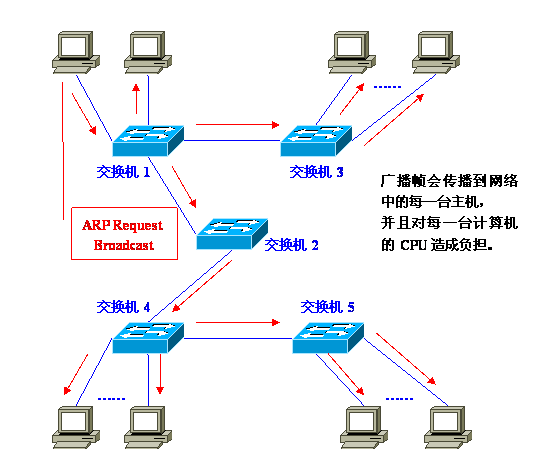 交换机 1
交换机 3
广播帧会传播到网络
中的每一台主机,
并且对每一台计算机
的 CPU 造成负担。
ARP Request
Broadcast
交换机 2
交换机 4
交换机 5